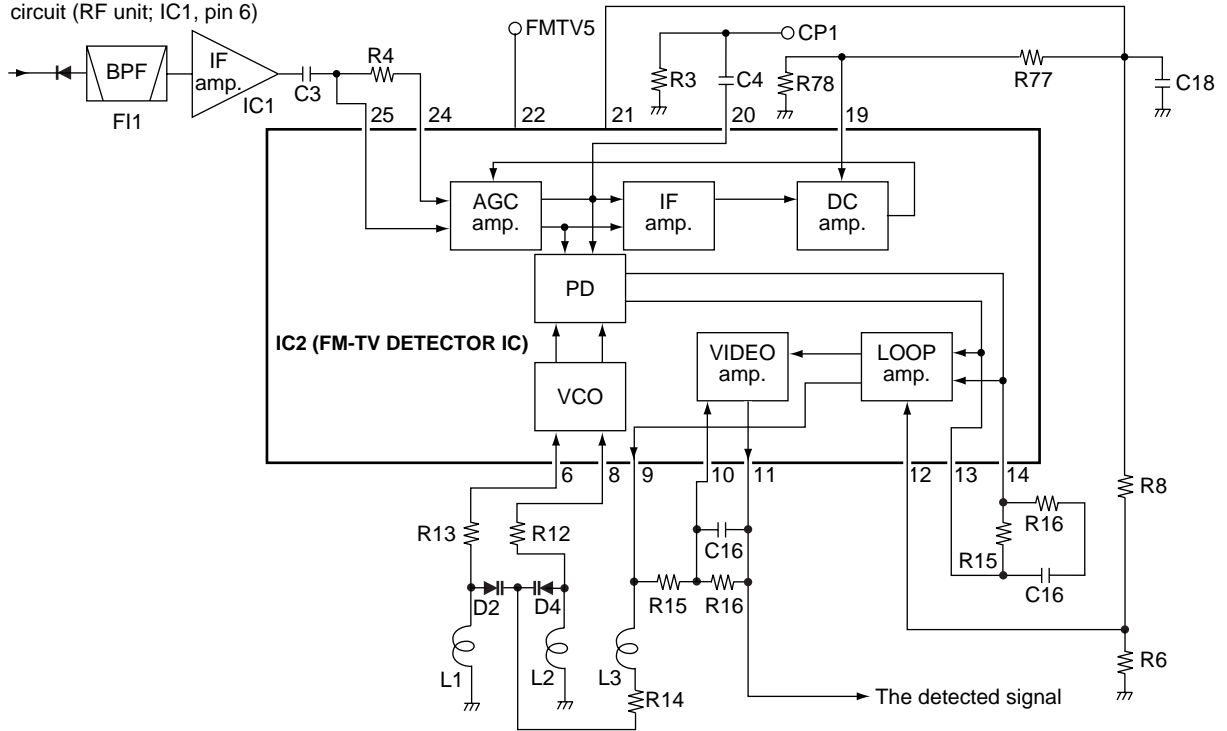 circuit (RF unit; IC1, pin 6)
FMTV5
CP1
BPF
FI1
IF
amp.
IC1
C3
R4
R3
C4
R78
R77
C18
25
24
22
21
20
19
AGC
amp.
IF
amp.
DC
amp.
PD
IC2 (FM-TV DETECTOR IC)
VCO
VIDEO
amp.
LOOP
amp.
6
8
9
10
11
12
13
14
R8
R13
R12
C16
R16
R15
C16
D2
D4
R15
R16
R6
L1
L2
L3
R14
The detected signal